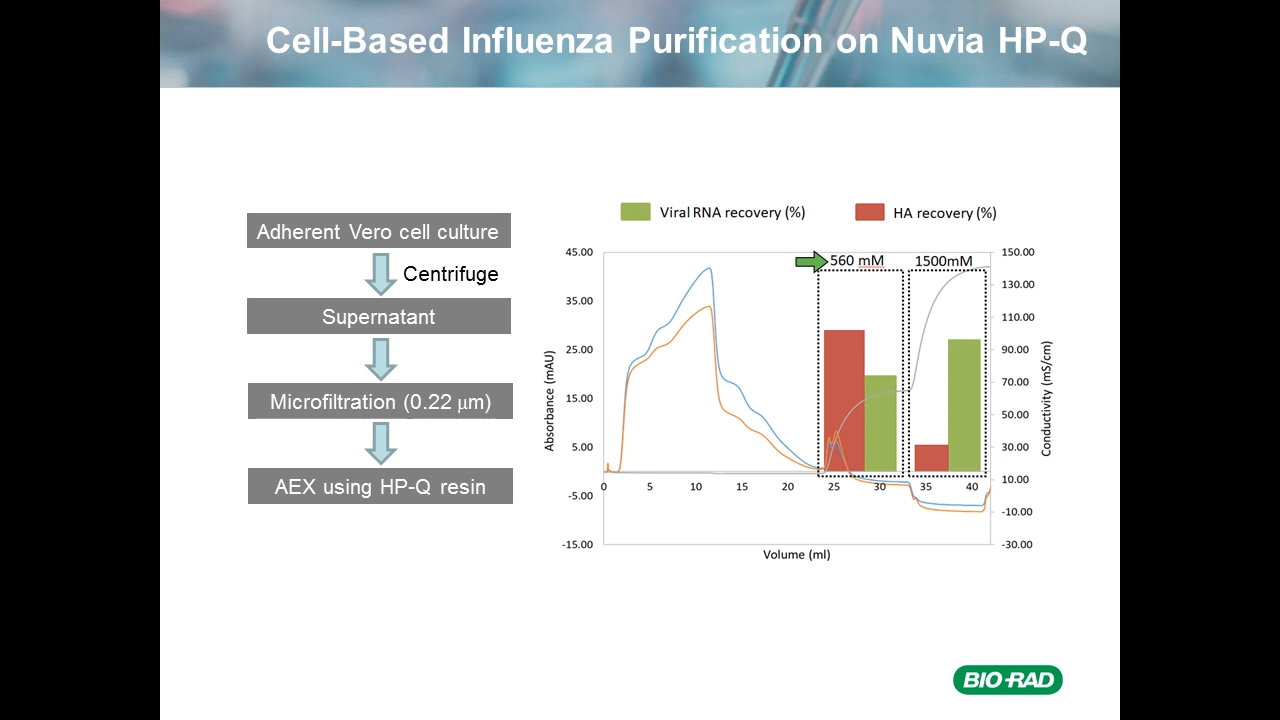 Cell-Based Influenza Purification on Nuvia HP-Q
Adherent Vero cell culture
Centrifuge
Supernatant
Microfiltration (0.22 μm)
AEX using HP-Q resin
Viral RNA recovery (%)
HA recovery (%)
560 mM
1500mM
Absorbance (mAU)
45.00
35.00
25.00
15.00
5.00
-5.00
-15.00
0 5 10 15 20 25 30 35 40
Volume (ml)
150.00
130.00
110.00
90.00
70.00
50.00
30.00
10.00
-10.00
-30.00
Conductivity (mS/cm)
BIO-RAD